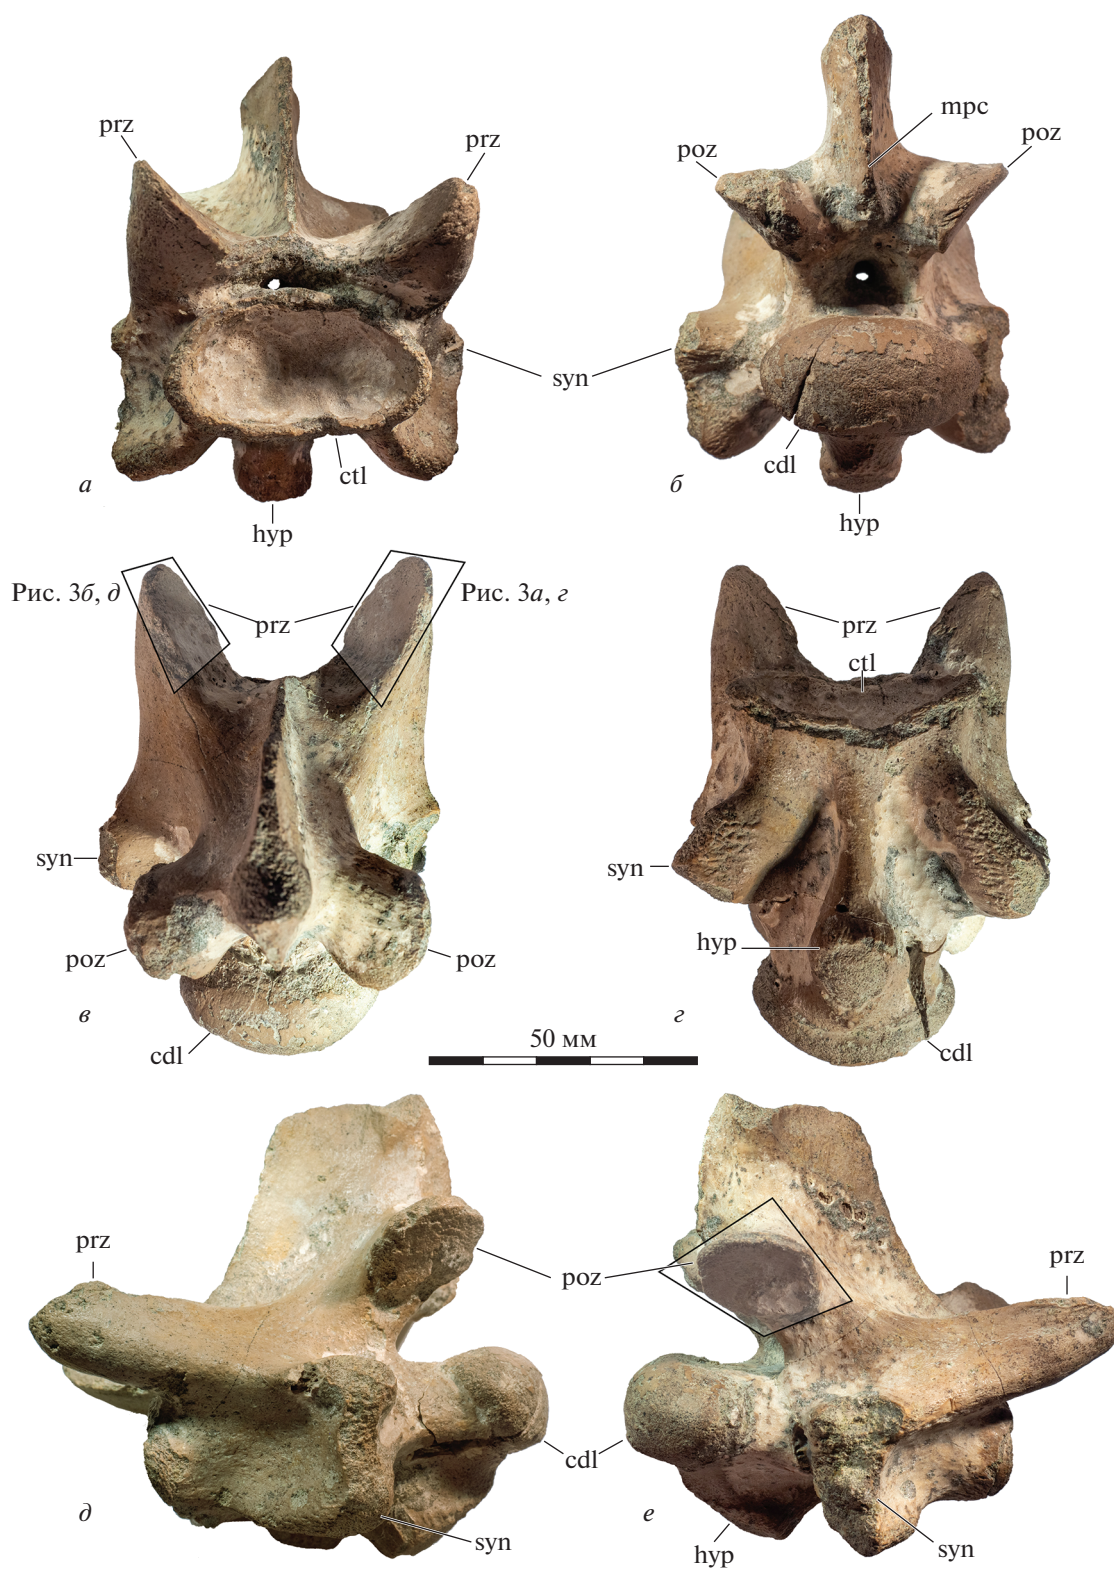 mpc
prz
prz
poz
poz
syn
ctl
cdl
а
б
hyp
hyp
Рис. 3б, д
prz
Рис. 3а, г
prz
ctl
syn
syn
hyp
poz
poz
в
г
cdl
50 мм
cdl
prz
poz
prz
cdl
д
syn
е
hyp
syn